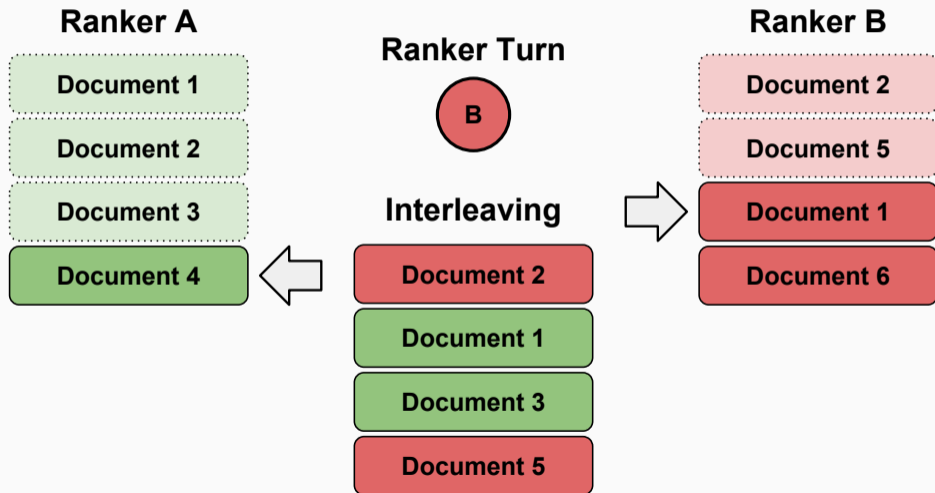 Ranker A
Document 1
Document 2
Document 3
Document 4
Ranker Turn
B
Interleaving
Document 2
Document 1
Document 3
Document 5
Ranker B
Document 2
Document 5
Document 1
Document 6